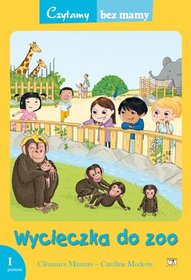 Czytamy bez mamy
Wycieczka do zoo
I
poziom
Clémence Masteau – Caroline Modeste